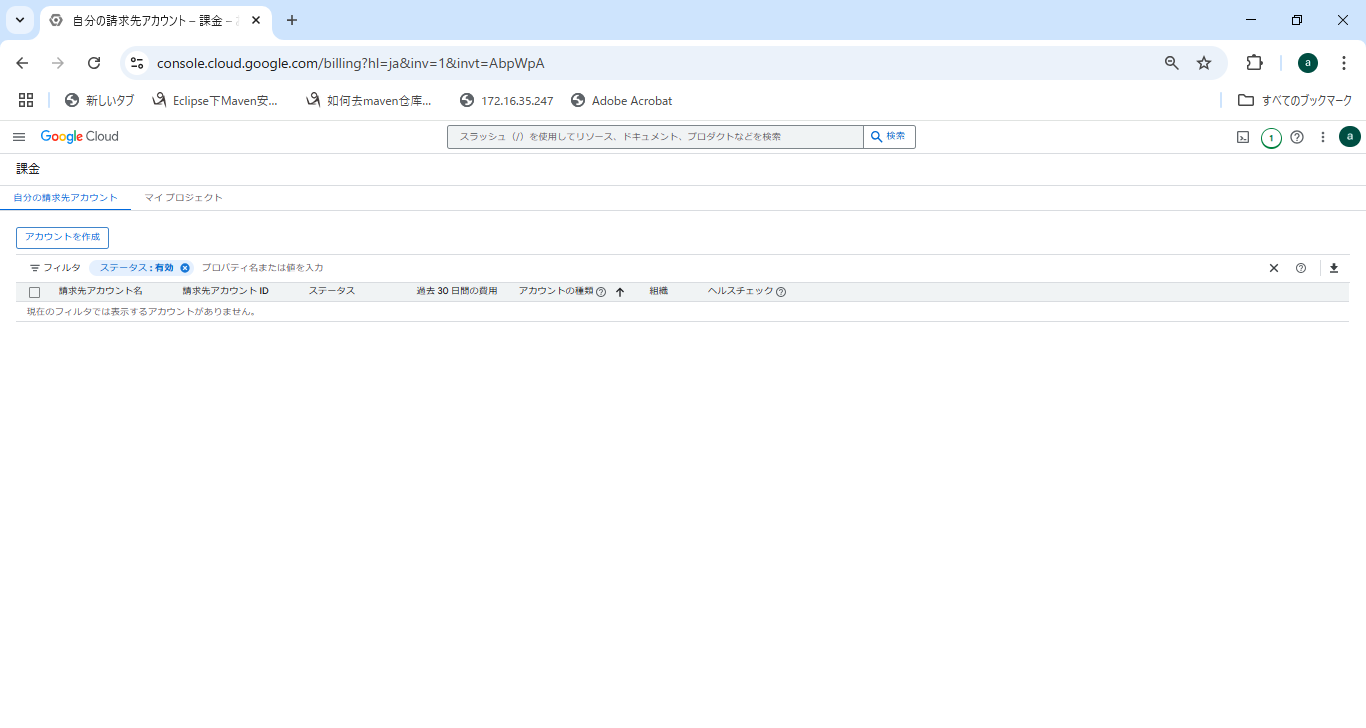 自分の請求先アカウント – 課金 –
console.cloud.google.com/billing?hl=ja&inv=1&invt=AbpWpA
a
新しいタブ Eclipse下Maven安... 如何去maven仓库... 172.16.35.247 Adobe Acrobat すべてのブックマーク
Google Cloud スラッシュ（/）を使用してリソース、ドキュメント、プロダクトなどを検索 検索 1 a
課金
自分の請求先アカウント マイ プロジェクト
アカウントを作成
フィルタ ステータス : 有効 プロパティ名または値を入力
請求先アカウント名 請求先アカウント ID ステータス 過去 30 日間の費用 アカウントの種類 組織 ヘルスチェック
現在のフィルタでは表示するアカウントがありません。